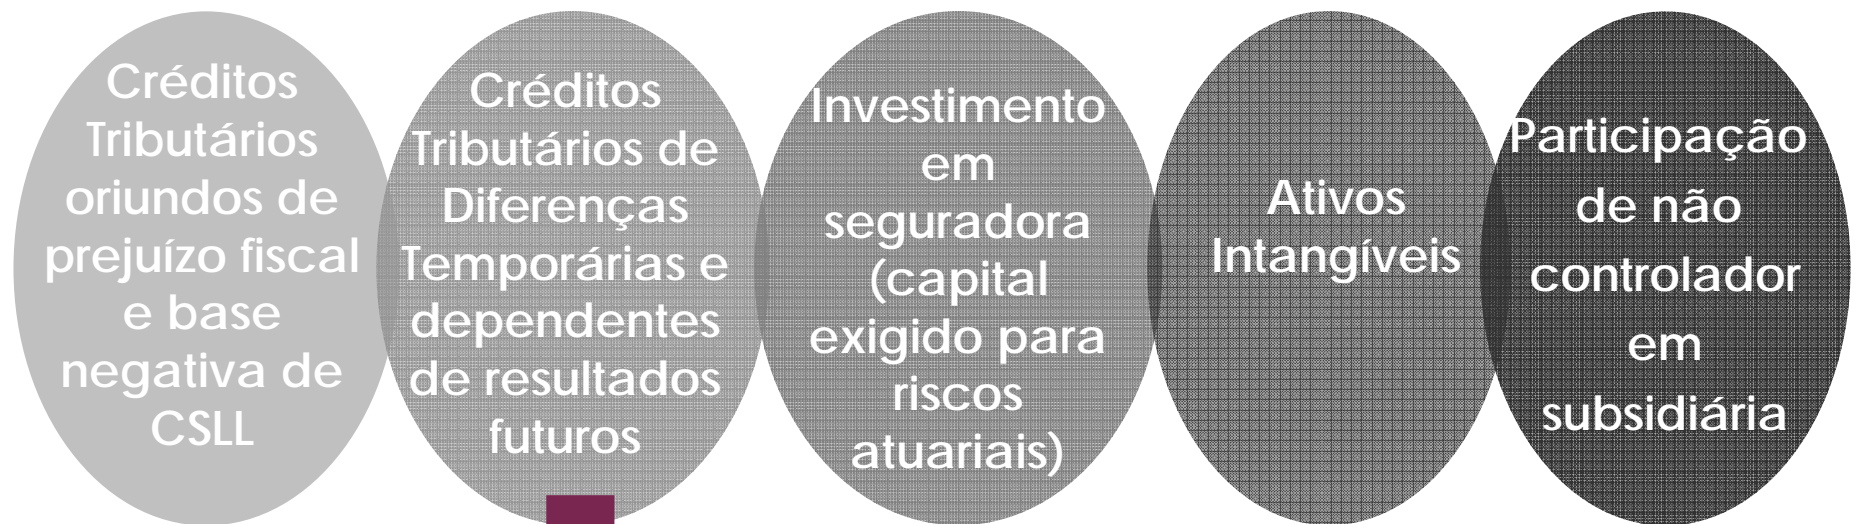 Créditos
Tributários
oriundos de
prejuízo fiscal
e base
negativa de
CSLL
Créditos
Tributários de
Diferenças
Temporárias e
dependentes
de resultados
futuros
Investimento
em
seguradora
(capital
exigido para
riscos
atuariais)
Ativos
Intangíveis
Participação
de não
controlador
em
subsidiária